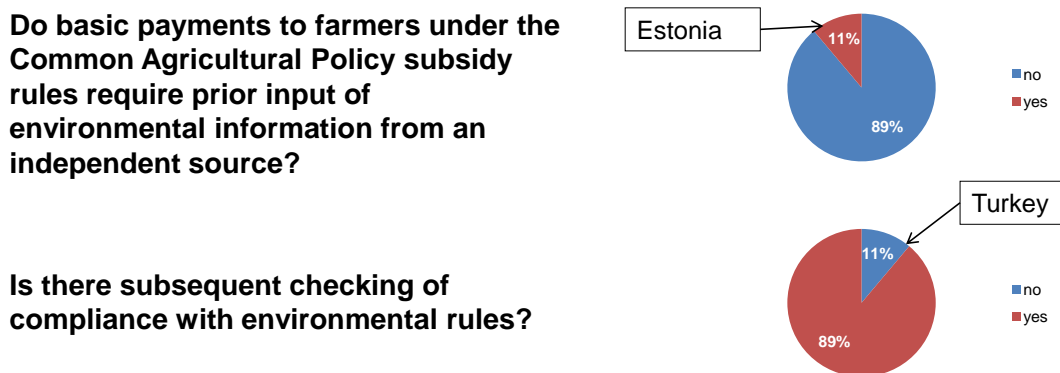 Do basic payments to farmers under the
Common Agricultural Policy subsidy
rules require prior input of
environmental information from an
independent source?
Estonia
11%
89%
no
yes
Turkey
Is there subsequent checking of
compliance with environmental rules?
11%
89%
no
yes